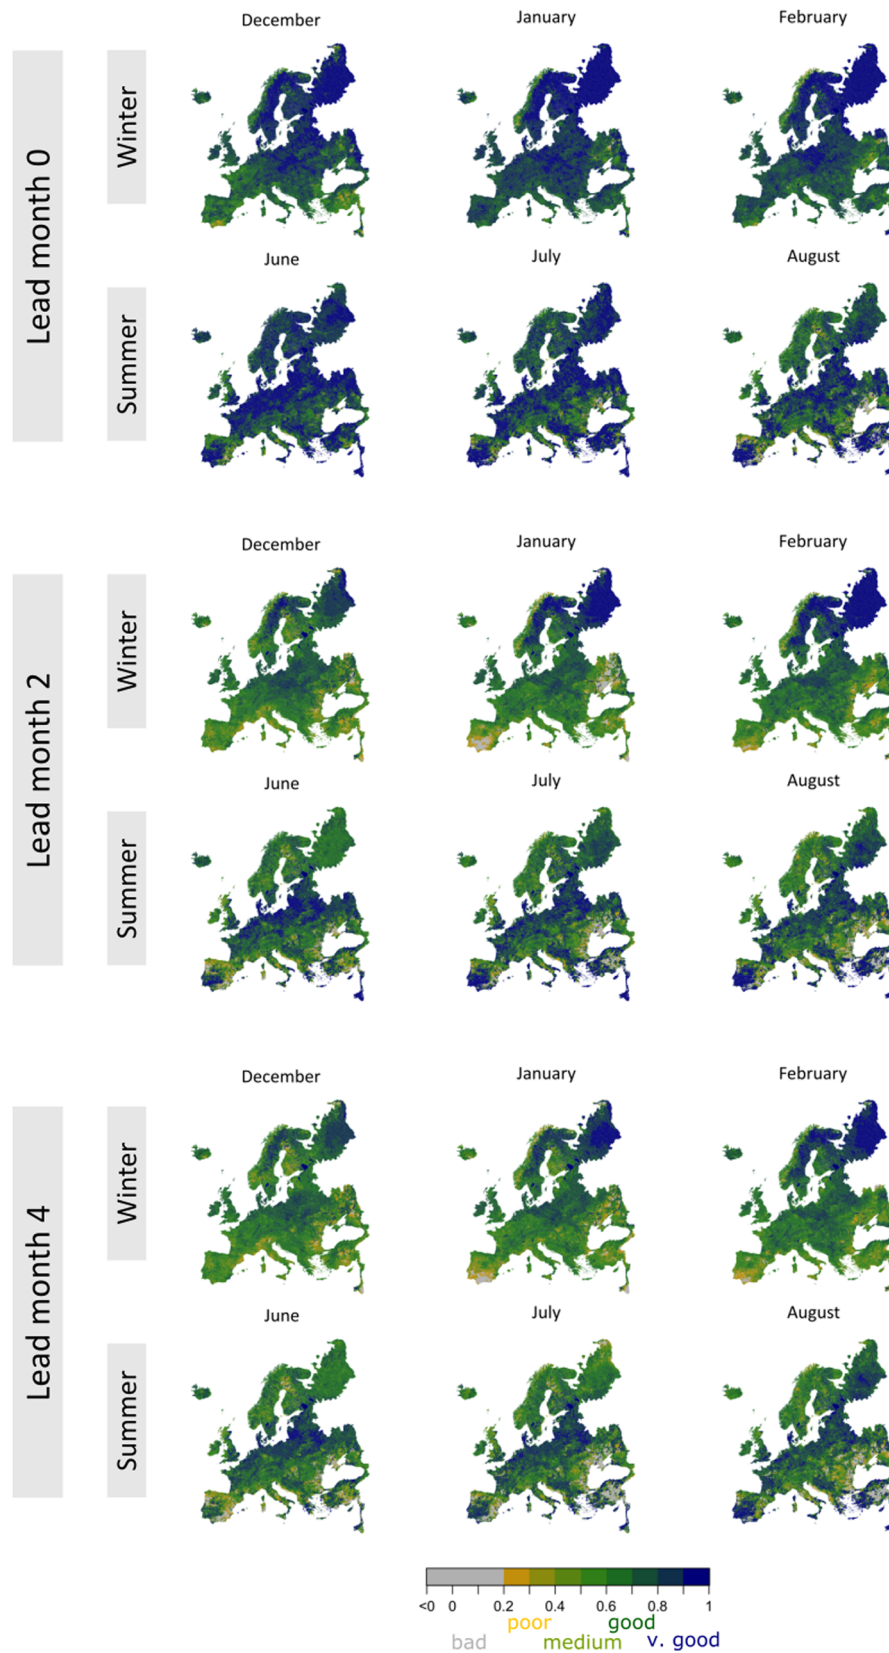 December January February
Lead month 0
Winter
June July August
Summer
December January February
Lead month 2
Winter
June July August
Summer
December January February
Lead month 4
Winter
June July August
Summer
<0 0 0.2 0.4 0.6 0.8 1
poor good
bad medium v. good